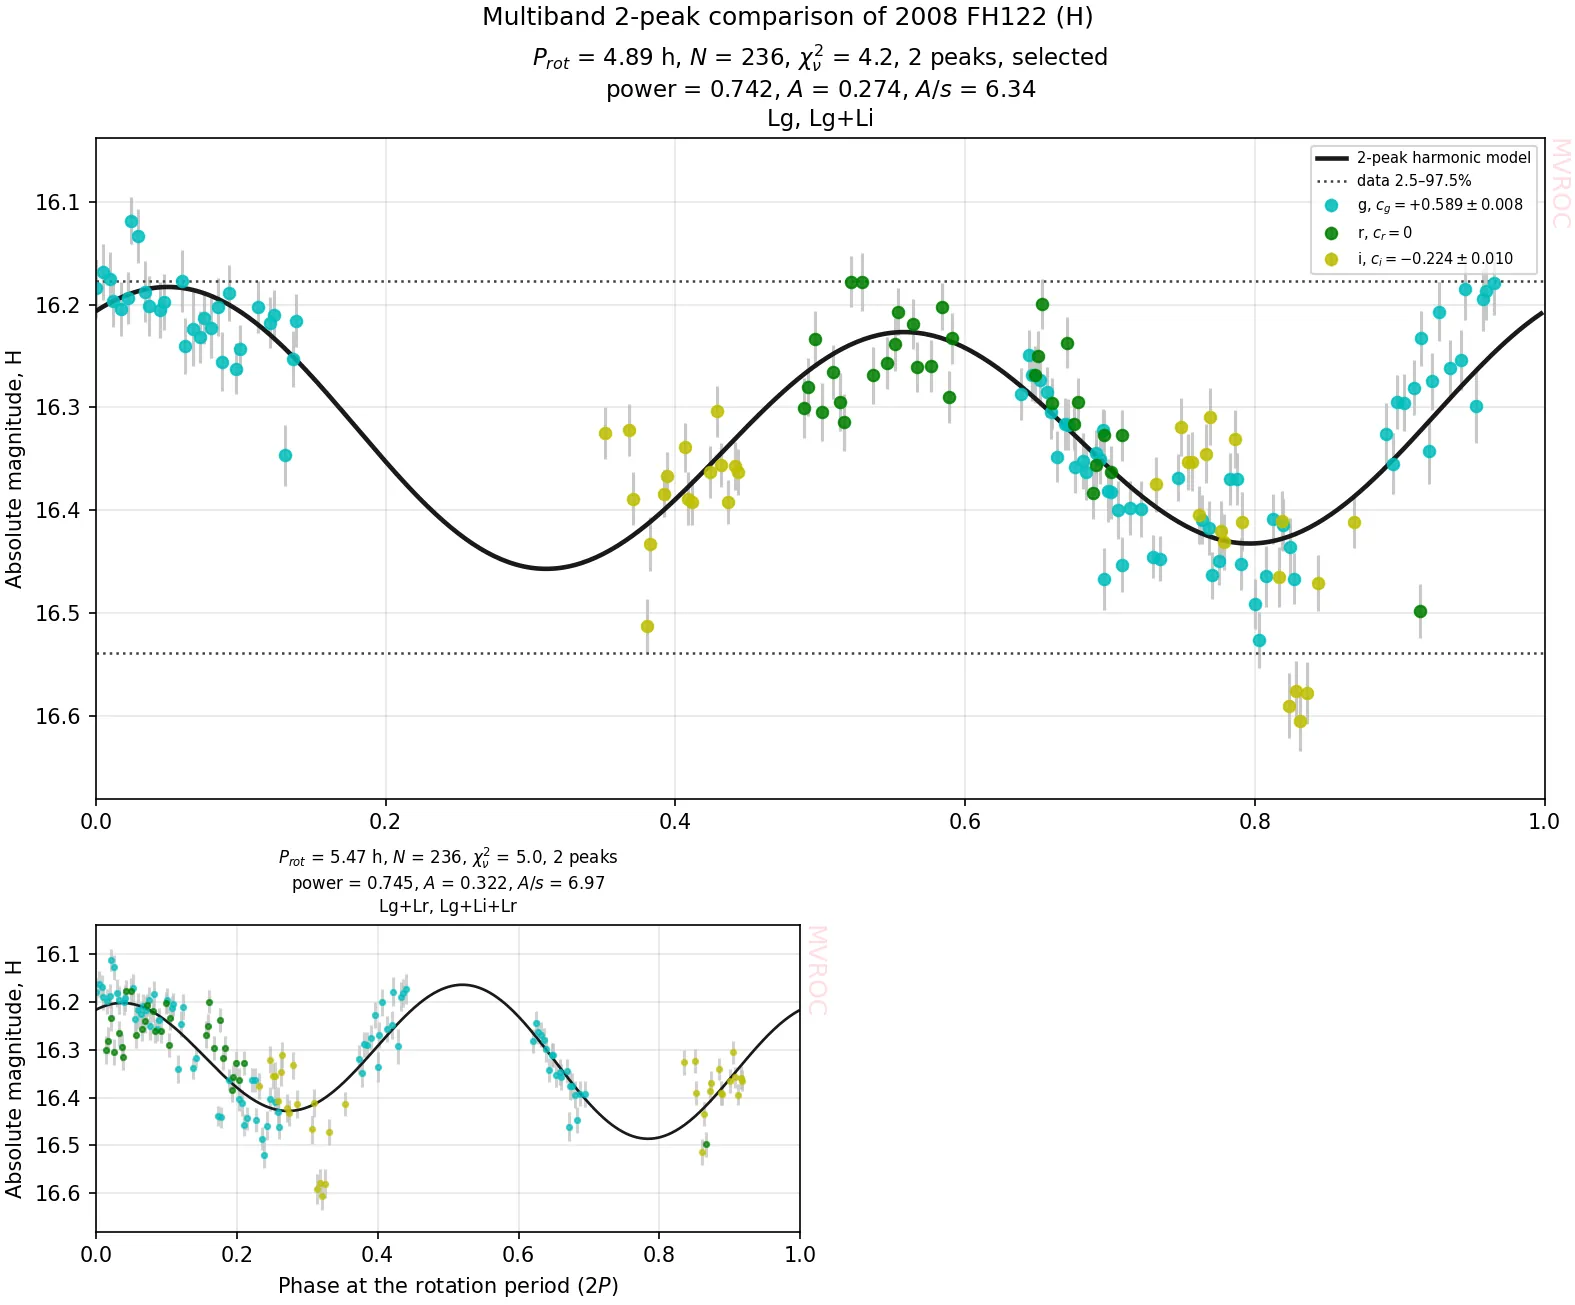 Multiband 2-peak comparison of 2008 FH122 (H)
P_rot = 4.89 h, N = 236, χ²_ν = 4.2, 2 peaks, selected
power = 0.742, A = 0.274, A/s = 6.34
Lg, Lg+Li
Absolute magnitude, H
16.1
16.2
16.3
16.4
16.5
16.6
2-peak harmonic model
data 2.5–97.5%
g, c_g = +0.589 ± 0.008
r, c_r = 0
i, c_i = −0.224 ± 0.010
MVROC
0.0 0.2 0.4 0.6 0.8 1.0
P_rot = 5.47 h, N = 236, χ²_ν = 5.0, 2 peaks
power = 0.745, A = 0.322, A/s = 6.97
Lg+Lr, Lg+Li+Lr
Absolute magnitude, H
16.1
16.2
16.3
16.4
16.5
16.6
MVROC
0.0 0.2 0.4 0.6 0.8 1.0
Phase at the rotation period (2P)